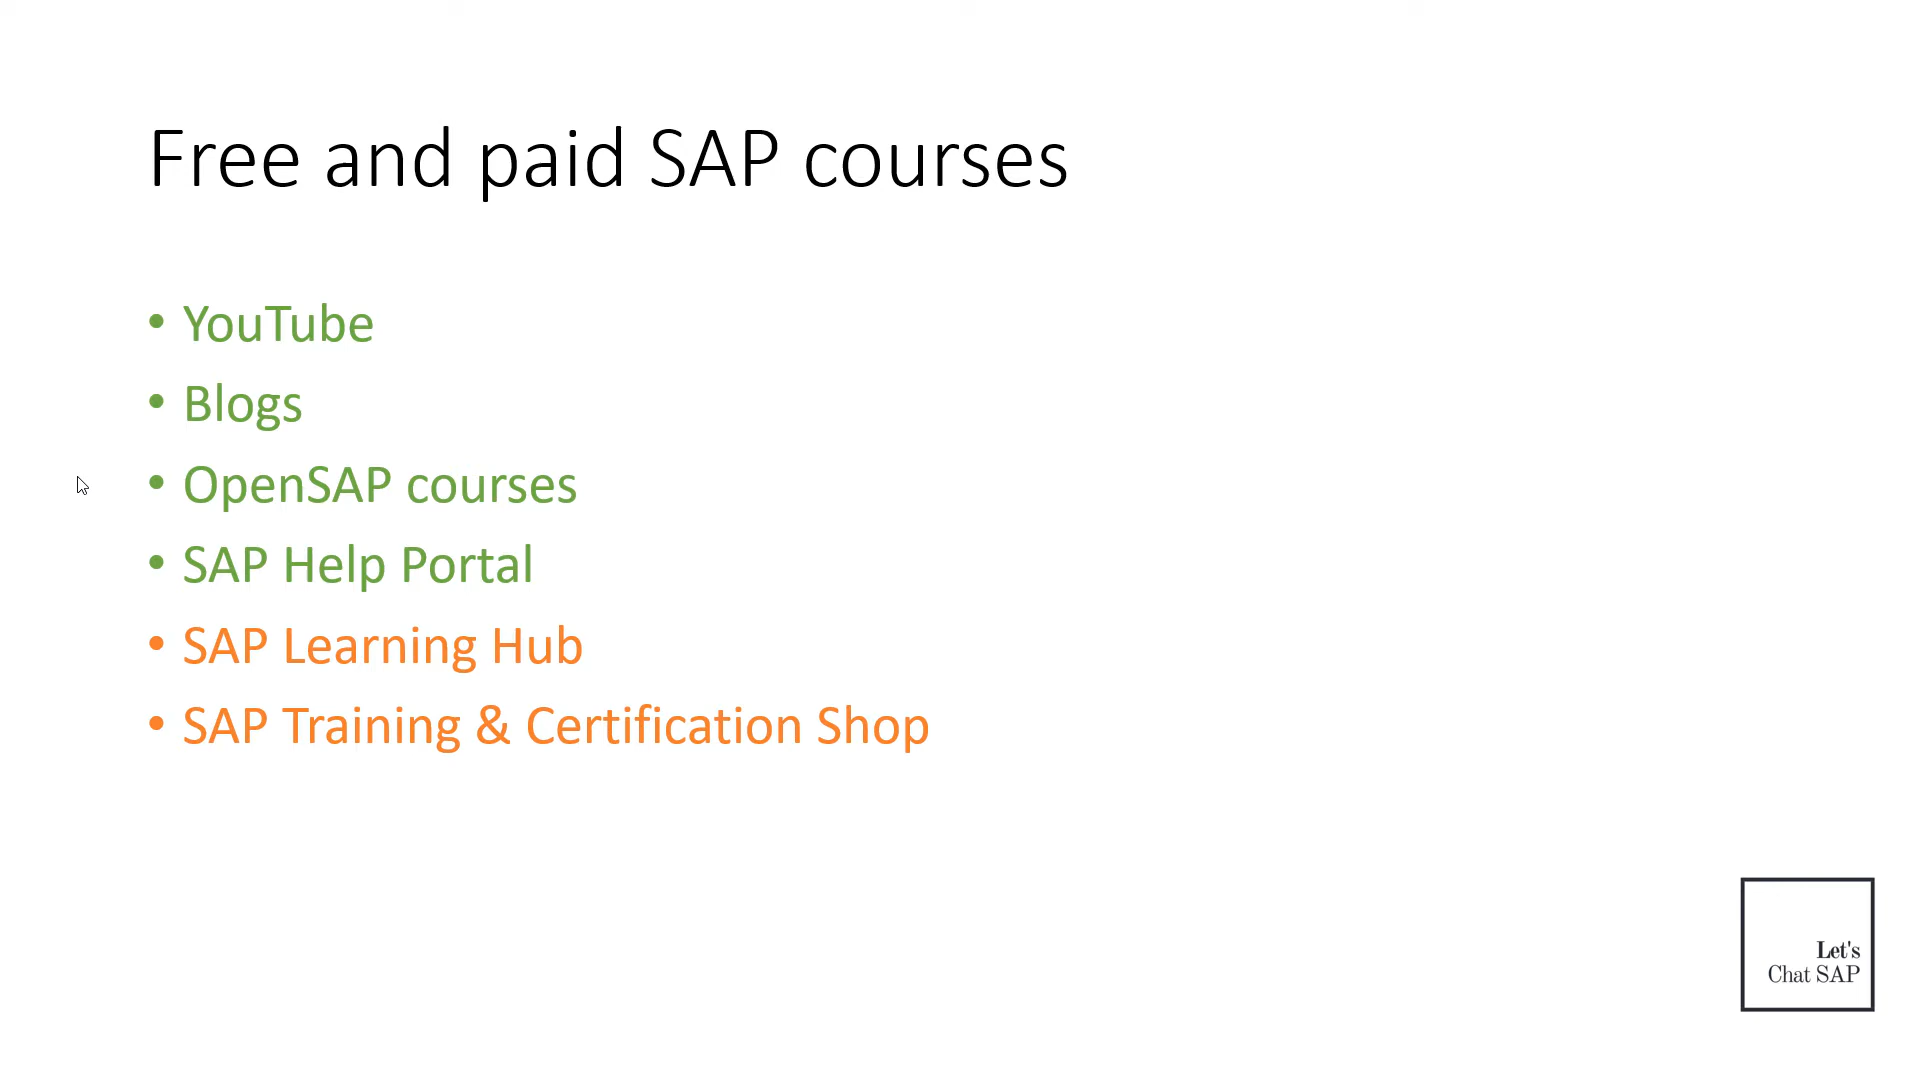 Free and paid SAP courses
• YouTube
• Blogs
• OpenSAP courses
• SAP Help Portal
• SAP Learning Hub
• SAP Training & Certification Shop
Let's
Chat SAP